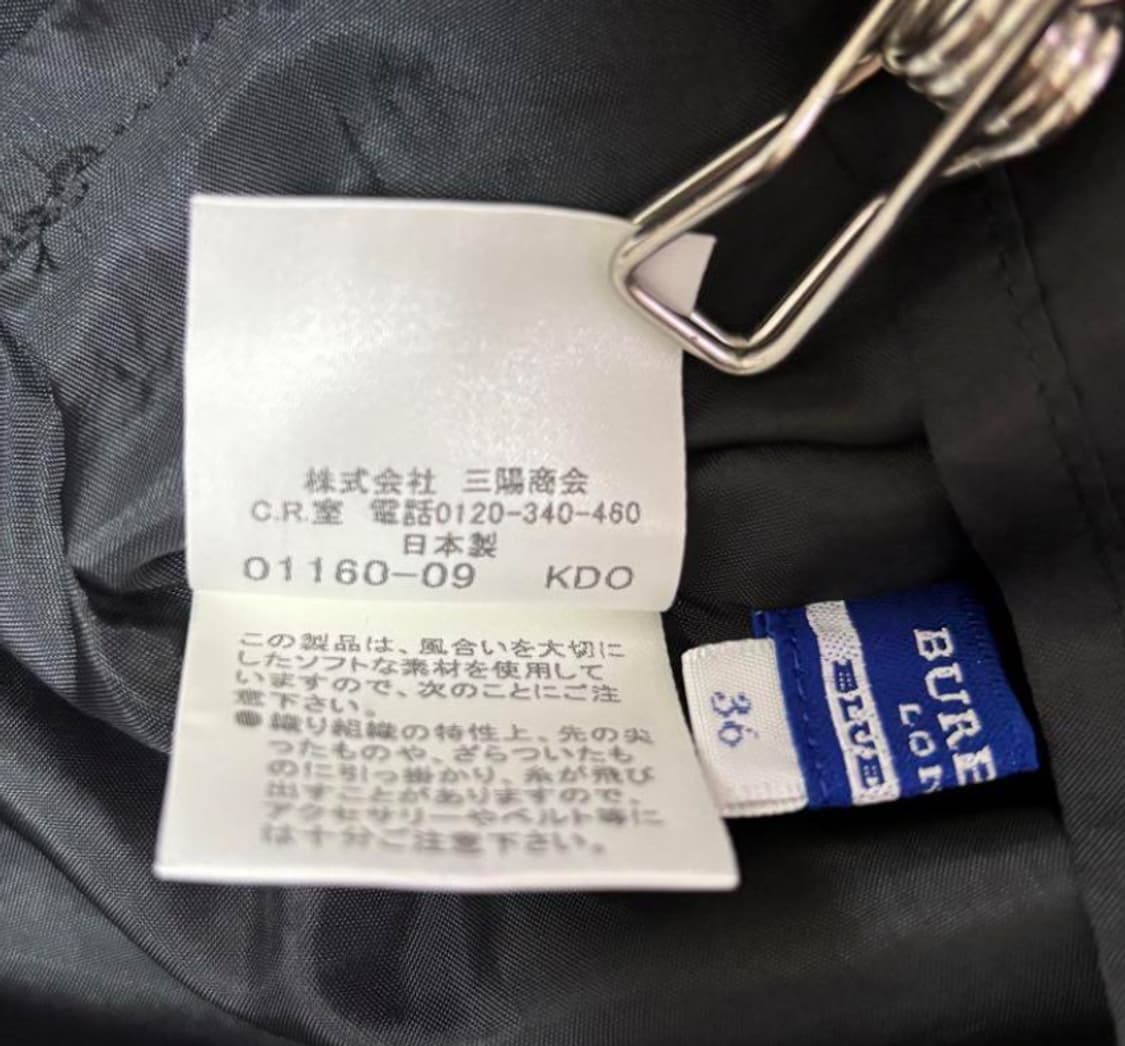 株式会社 三陽商会
C.R.室 電話0120-340-460
日本製
01160-09 KDO
この製品は、風合いを大切に
したソフトな素材を使用して
いますので、次のことにご注
意下さい。
●織り組織の特性上、先の尖
ったものや、ざらついたも
のに引っ掛かり、糸が飛び
出すことがありますので、
アクセサリーやベルト等に
は十分ご注意下さい。
36
BLUE